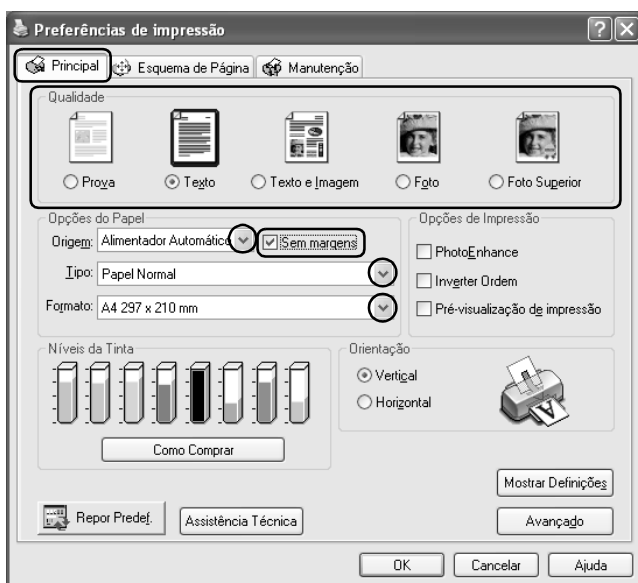 Preferências de impressão
Principal Esquema de Página Manutenção
Qualidade
Prova Texto Texto e Imagem Foto Foto Superior
Opções do Papel
Origem: Alimentador Automático Sem margens
Tipo: Papel Normal
Formato: A4 297 x 210 mm
Opções de Impressão
PhotoEnhance
Inverter Ordem
Pré-visualização de impressão
Níveis da Tinta
Como Comprar
Orientação
Vertical
Horizontal
Mostrar Definições
Repor Predef. Assistência Técnica Avançado
OK Cancelar Ajuda